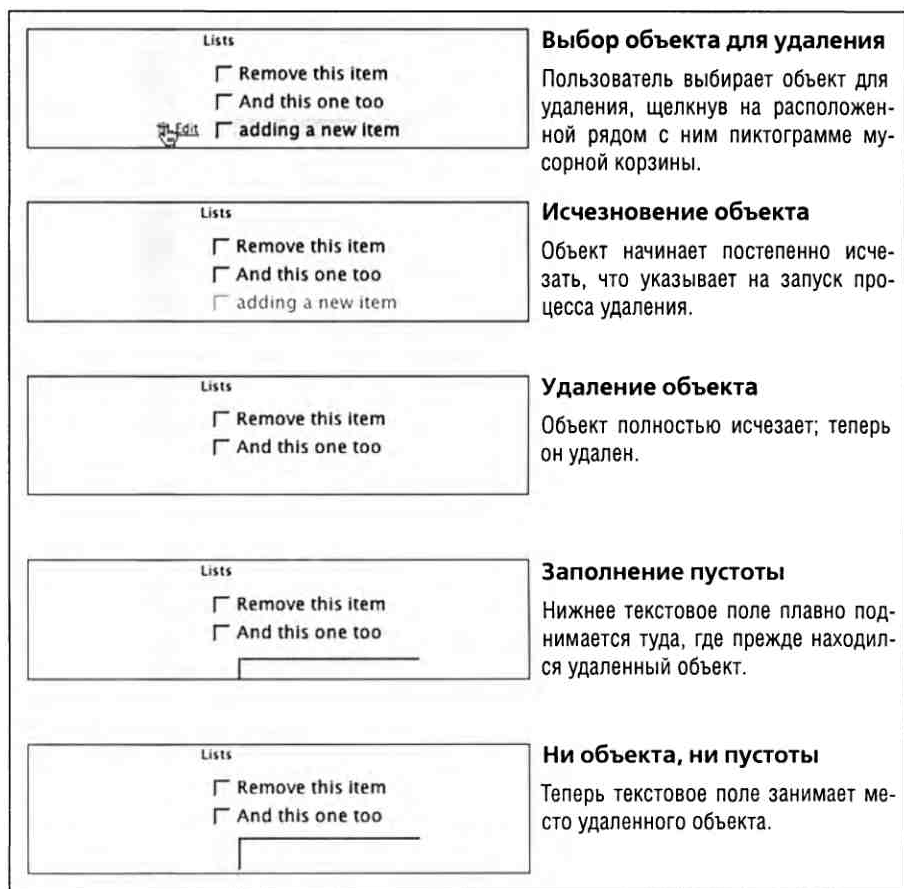 Lists
Remove this item
And this one too
Edit adding a new item
Выбор объекта для удаления
Пользователь выбирает объект для
удаления, щелкнув на расположен-
ной рядом с ним пиктограмме му-
сорной корзины.
Lists
Remove this item
And this one too
adding a new item
Исчезновение объекта
Объект начинает постепенно исче-
зать, что указывает на запуск про-
цесса удаления.
Lists
Remove this item
And this one too
Удаление объекта
Объект полностью исчезает; теперь
он удален.
Lists
Remove this item
And this one too
Заполнение пустоты
Нижнее текстовое поле плавно под-
нимается туда, где прежде находил-
ся удаленный объект.
Lists
Remove this item
And this one too
Ни объекта, ни пустоты
Теперь текстовое поле занимает ме-
сто удаленного объекта.